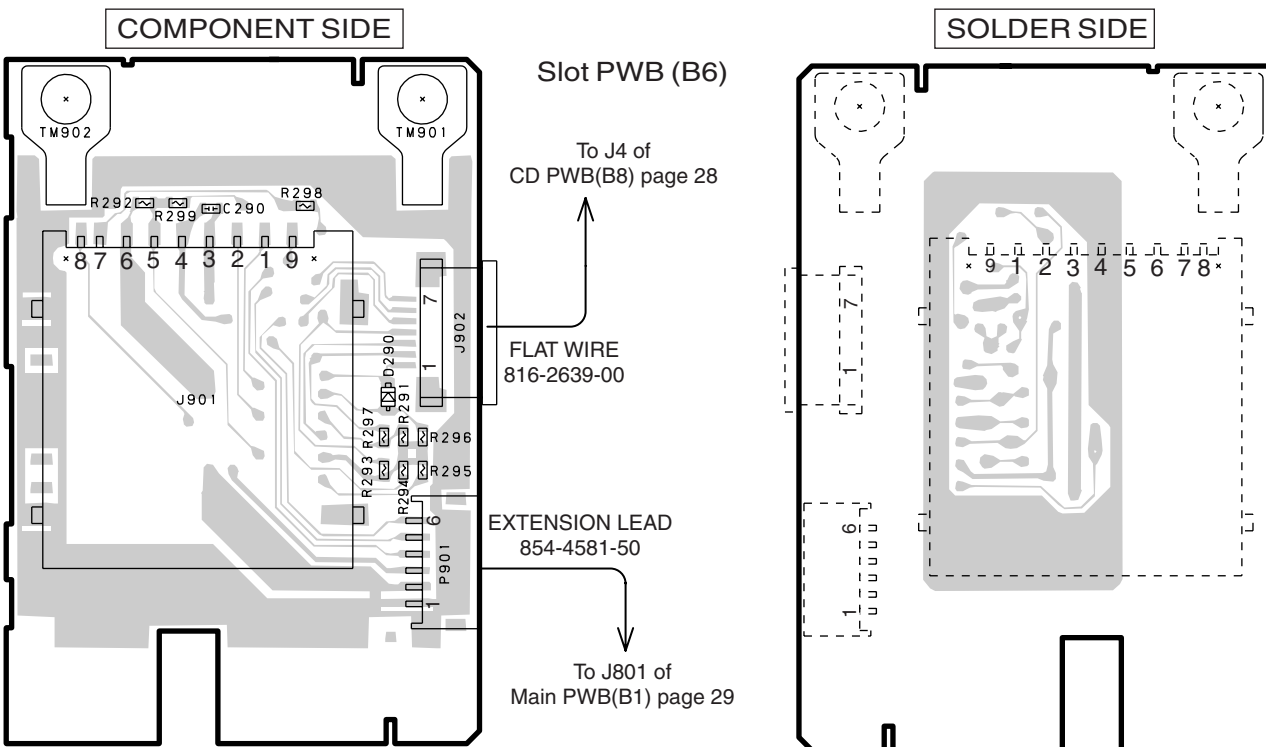 COMPONENT SIDE
SOLDER SIDE
Slot PWB (B6)
TM902
TM901
To J4 of
CD PWB(B8) page 28
R292
R299
C290
R298
8 7 6 5 4 3 2 1 9
9 1 2 3 4 5 6 7 8
7
1
J902
7
1
FLAT WIRE
816-2639-00
D290
J901
R297
R291
R296
R293
R294
R295
6
1
P901
6
1
EXTENSION LEAD
854-4581-50
To J801 of
Main PWB(B1) page 29